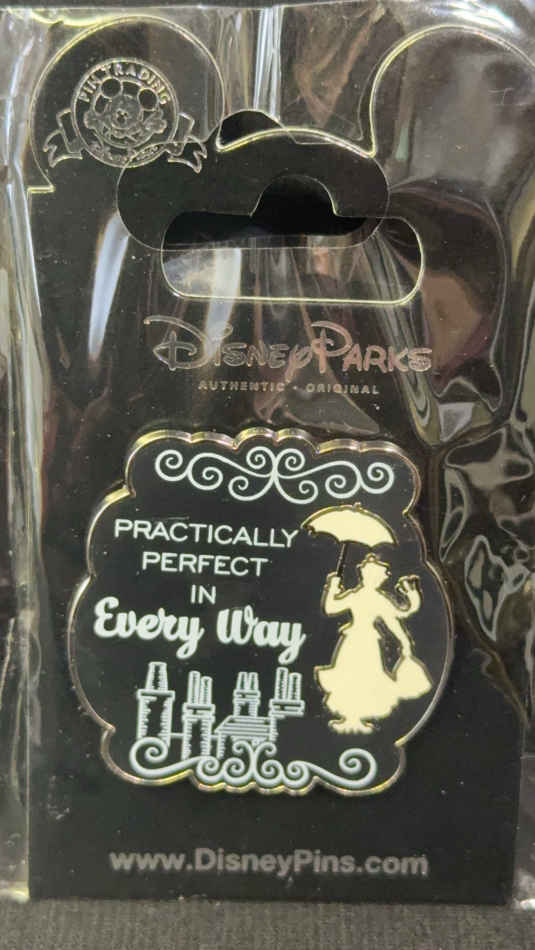 PIN TRADING
DISNEY PARKS
AUTHENTIC • ORIGINAL
PRACTICALLY
PERFECT
IN
Every Way
www.DisneyPins.com